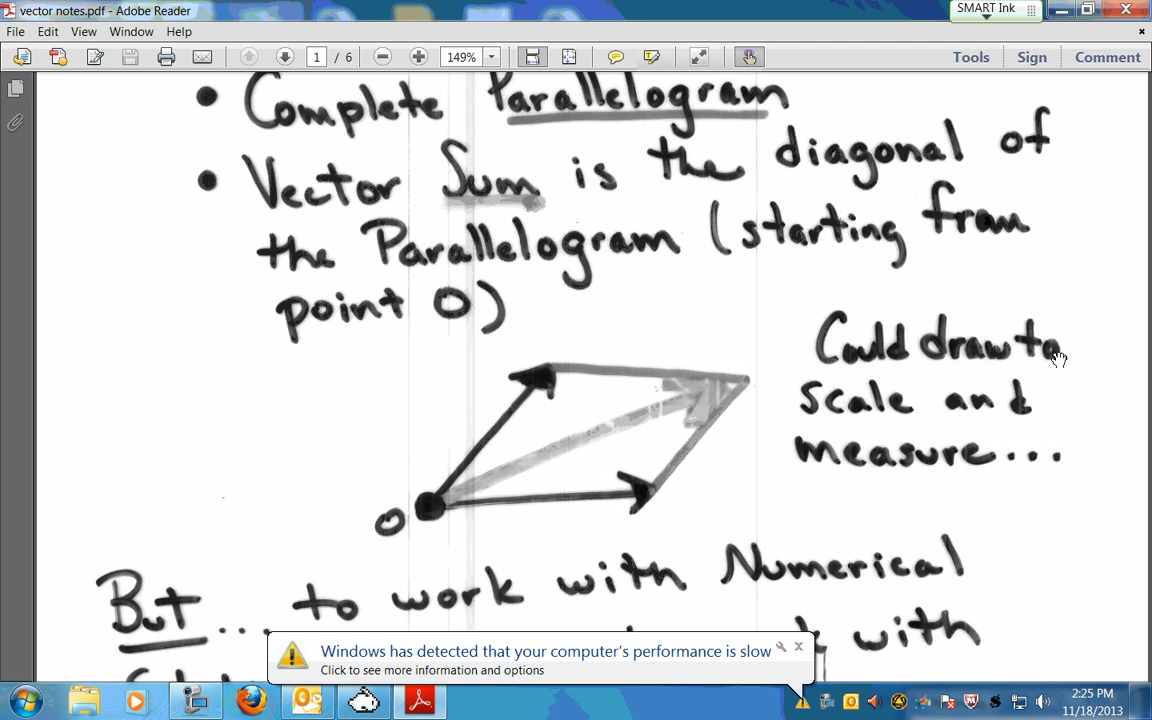 vector notes.pdf - Adobe Reader
SMART Ink
File Edit View Window Help
1 / 6 149% Tools Sign Comment
• Complete Parallelogram
• Vector Sum is the diagonal of
the Parallelogram (starting from
point O)
Could draw to
scale and
measure...
O
But... to work with Numerical
with
Windows has detected that your computer's performance is slow
Click to see more information and options
2:25 PM
11/18/2013